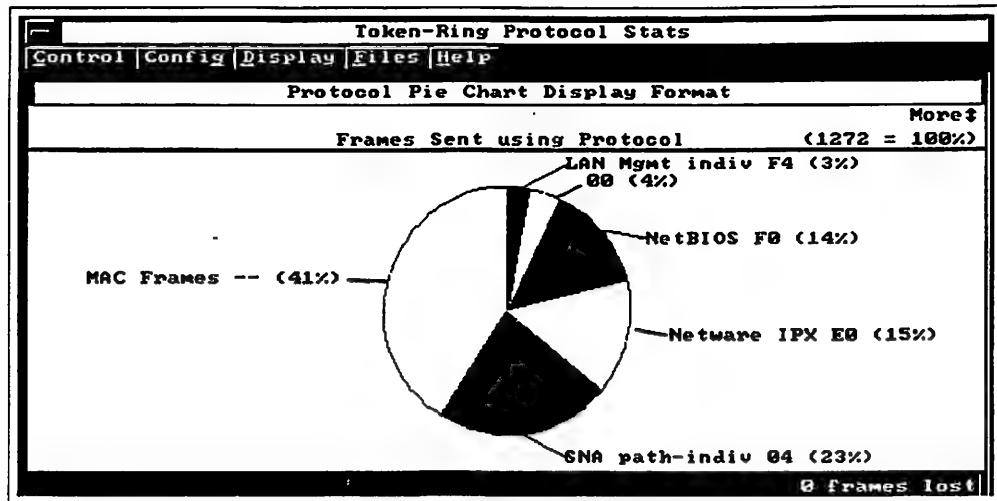 Token-Ring Protocol Stats
Control Config Display Files Help
Protocol Pie Chart Display Format
More↕
Frames Sent using Protocol (1272 = 100%)
LAN Mgmt indiv F4 (3%)
00 (4%)
NetBIOS F0 (14%)
MAC Frames -- (41%)
Netware IPX E0 (15%)
SNA path-indiv 04 (23%)
0 frames lost